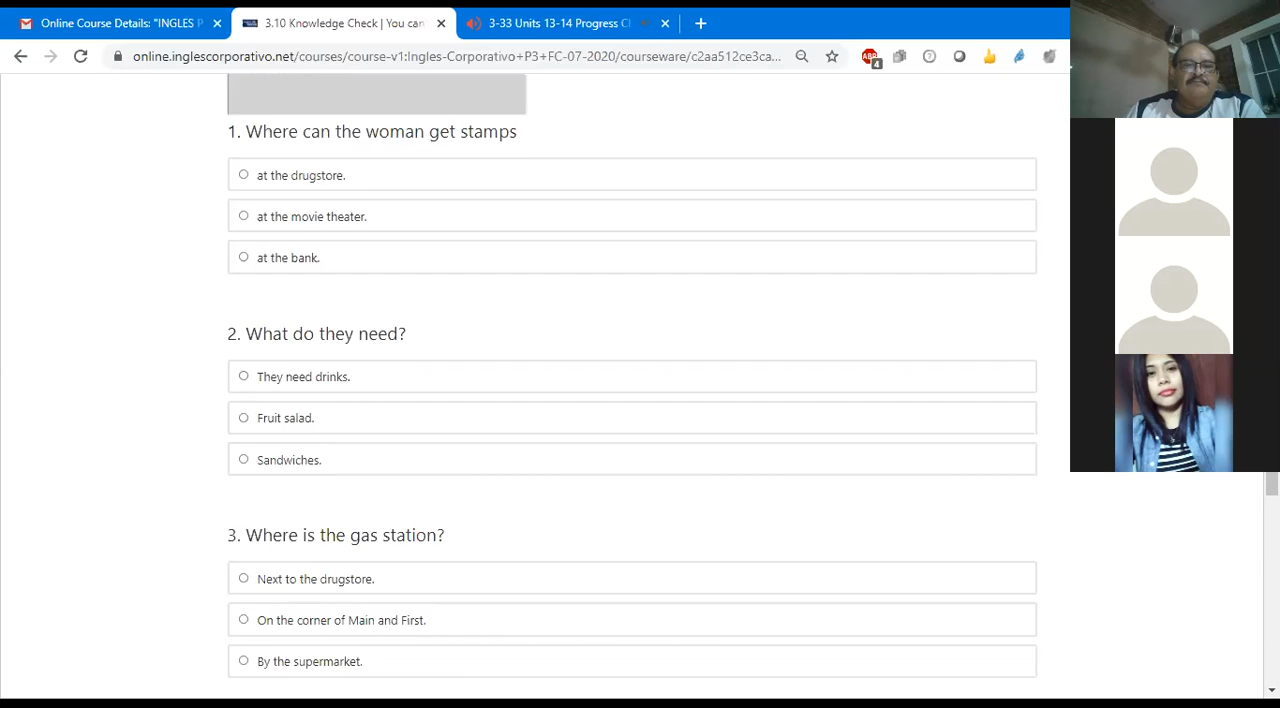 Online Course Details: "INGLES P
3.10 Knowledge Check | You can
3-33 Units 13-14 Progress C
online.inglescorporativo.net/courses/course-v1:Ingles-Corporativo+P3+FC-07-2020/courseware/c2aa512ce3ca...
ABP
4
1. Where can the woman get stamps
at the drugstore.
at the movie theater.
at the bank.
2. What do they need?
They need drinks.
Fruit salad.
Sandwiches.
3. Where is the gas station?
Next to the drugstore.
On the corner of Main and First.
By the supermarket.